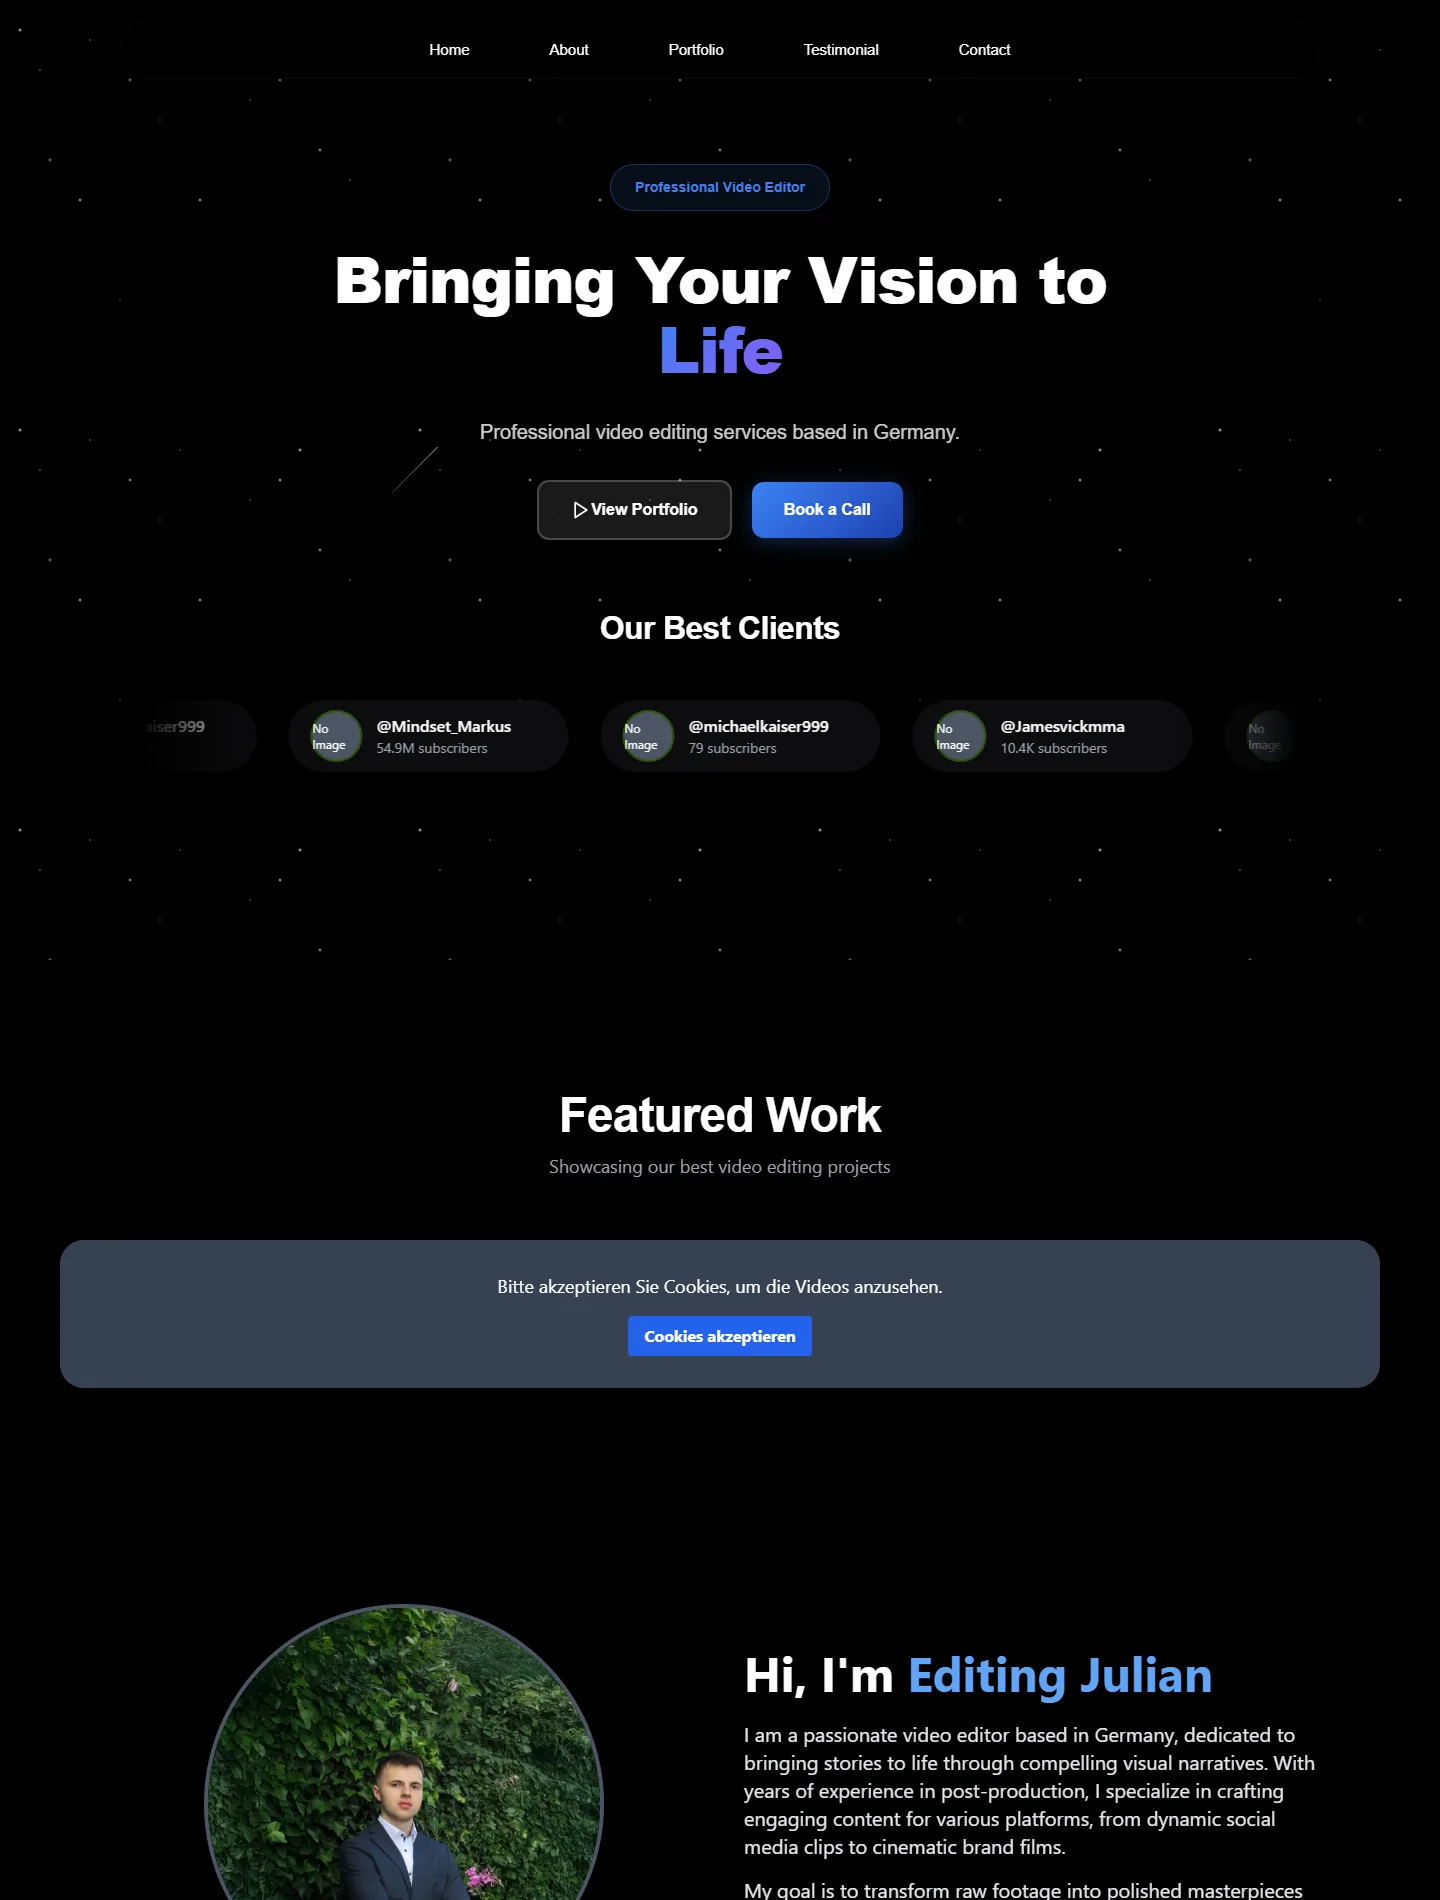 Home
About
Portfolio
Testimonial
Contact
Professional Video Editor
Bringing Your Vision to
Life
Professional video editing services based in Germany.
View Portfolio
Book a Call
Our Best Clients
aiser999
s
No
Image
@Mindset_Markus
54.9M subscribers
No
Image
@michaelkaiser999
79 subscribers
No
Image
@Jamesvickmma
10.4K subscribers
No
Image
Featured Work
Showcasing our best video editing projects
Bitte akzeptieren Sie Cookies, um die Videos anzusehen.
Cookies akzeptieren
Hi, I'm Editing Julian
I am a passionate video editor based in Germany, dedicated to
bringing stories to life through compelling visual narratives. With
years of experience in post-production, I specialize in crafting
engaging content for various platforms, from dynamic social
media clips to cinematic brand films.
My goal is to transform raw footage into polished masterpieces